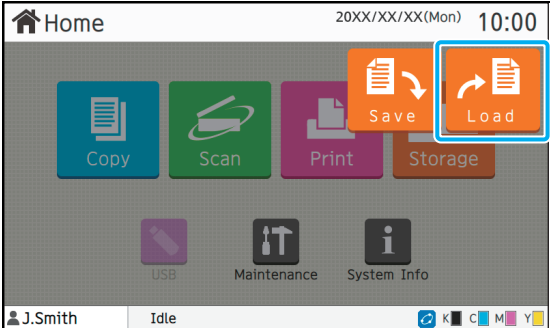 Home
20XX/XX/XX(Mon) 10:00
Save
Load
Copy
Scan
Print
Storage
USB
Maintenance
System Info
J.Smith
Idle
K C M Y